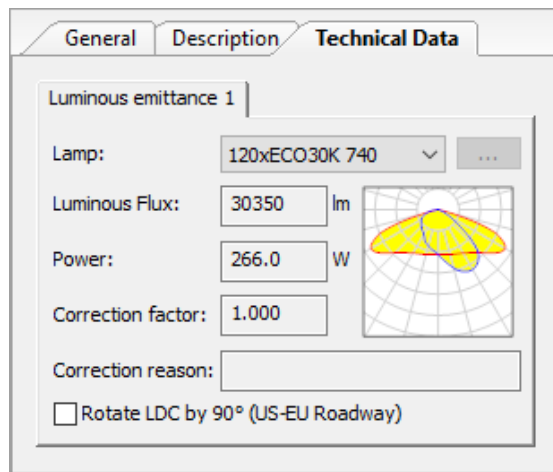 General Description Technical Data
Luminous emittance 1
Lamp: 120xECO30K 740 ...
Luminous Flux: 30350 lm
Power: 266.0 W
Correction factor: 1.000
Correction reason:
Rotate LDC by 90° (US-EU Roadway)